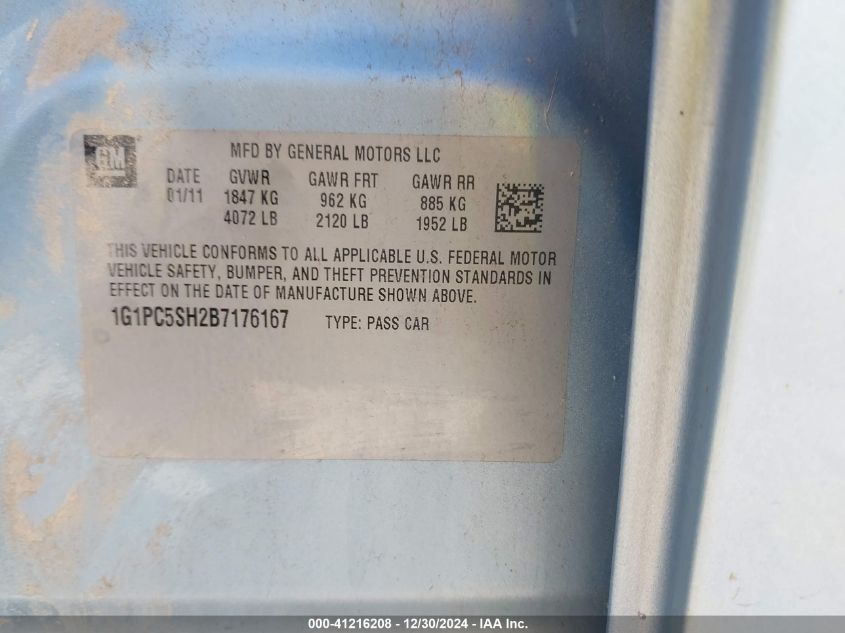 GM
MFD BY GENERAL MOTORS LLC
DATE GVWR GAWR FRT GAWR RR
01/11 1847 KG 962 KG 885 KG
4072 LB 2120 LB 1952 LB
THIS VEHICLE CONFORMS TO ALL APPLICABLE U.S. FEDERAL MOTOR
VEHICLE SAFETY, BUMPER, AND THEFT PREVENTION STANDARDS IN
EFFECT ON THE DATE OF MANUFACTURE SHOWN ABOVE.
1G1PC5SH2B7176167 TYPE: PASS CAR
000-41216208 - 12/30/2024 - IAA Inc.